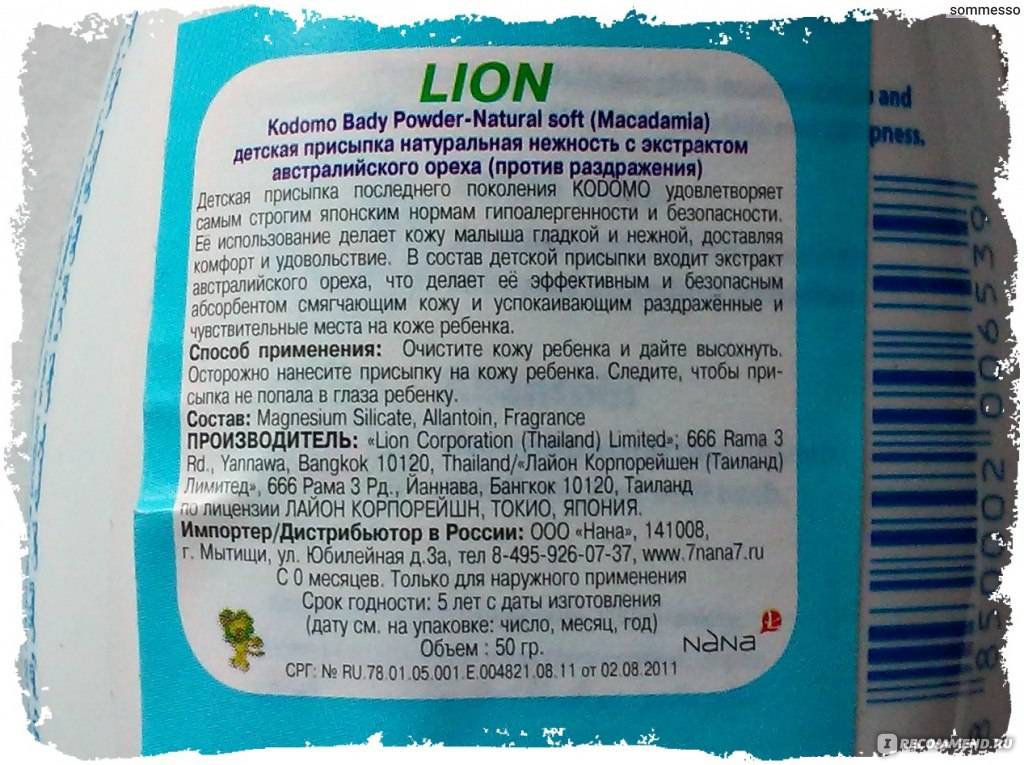 sommesso
LION
Kodomo Bady Powder-Natural soft (Macadamia)
детская присыпка натуральная нежность с экстрактом
австралийского ореха (против раздражения)
Детская присыпка последнего поколения KODOMO удовлетворяет
самым строгим японским нормам гипоалергенности и безопасности.
Её использование делает кожу малыша гладкой и нежной, доставляя
комфорт и удовольствие. В состав детской присыпки входит экстракт
австралийского ореха, что делает её эффективным и безопасным
абсорбентом смягчающим кожу и успокаивающим раздражённые и
чувствительные места на коже ребенка.
Способ применения: Очистите кожу ребенка и дайте высохнуть.
Осторожно нанесите присыпку на кожу ребенка. Следите, чтобы при-
сыпка не попала в глаза ребенку.
Состав: Magnesium Silicate, Allantoin, Fragrance
ПРОИЗВОДИТЕЛЬ: «Lion Corporation (Thailand) Limited»; 666 Rama 3
Rd., Yannawa, Bangkok 10120, Thailand/«Лайон Корпорейшен (Таиланд)
Лимитед», 666 Рама 3 Рд., Йаннава, Бангкок 10120, Таиланд
по лицензии ЛАЙОН КОРПОРЕЙШН, ТОКИО, ЯПОНИЯ.
Импортер/Дистрибьютор в России: ООО «Нана», 141008,
г. Мытищи, ул. Юбилейная д.3а, тел 8-495-926-07-37, www.7nana7.ru
С 0 месяцев. Только для наружного применения
Срок годности: 5 лет с даты изготовления
(дату см. на упаковке: число, месяц, год)
Объем : 50 гр.
СРГ: № RU.78.01.05.001.E.004821.08.11 от 02.08.2011
NANA
and
8 850002 006539
I RECOMMEND.RU